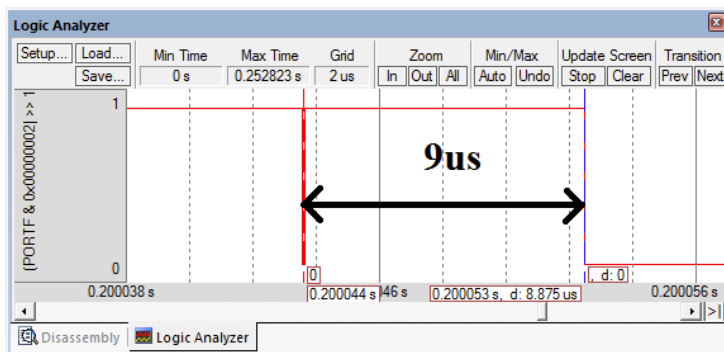 Logic Analyzer
Setup... Load... Min Time Max Time Grid Zoom Min/Max Update Screen Transition
Save... 0 s 0.252823 s 2 us In Out All Auto Undo Stop Clear Prev Next
(PORTF & 0x00000002) >> 1
1
9us
0
0 , d: 0
0.200038 s 0.200044 s 46 s 0.200053 s, d: 8.875 us 0.200056 s
Disassembly Logic Analyzer